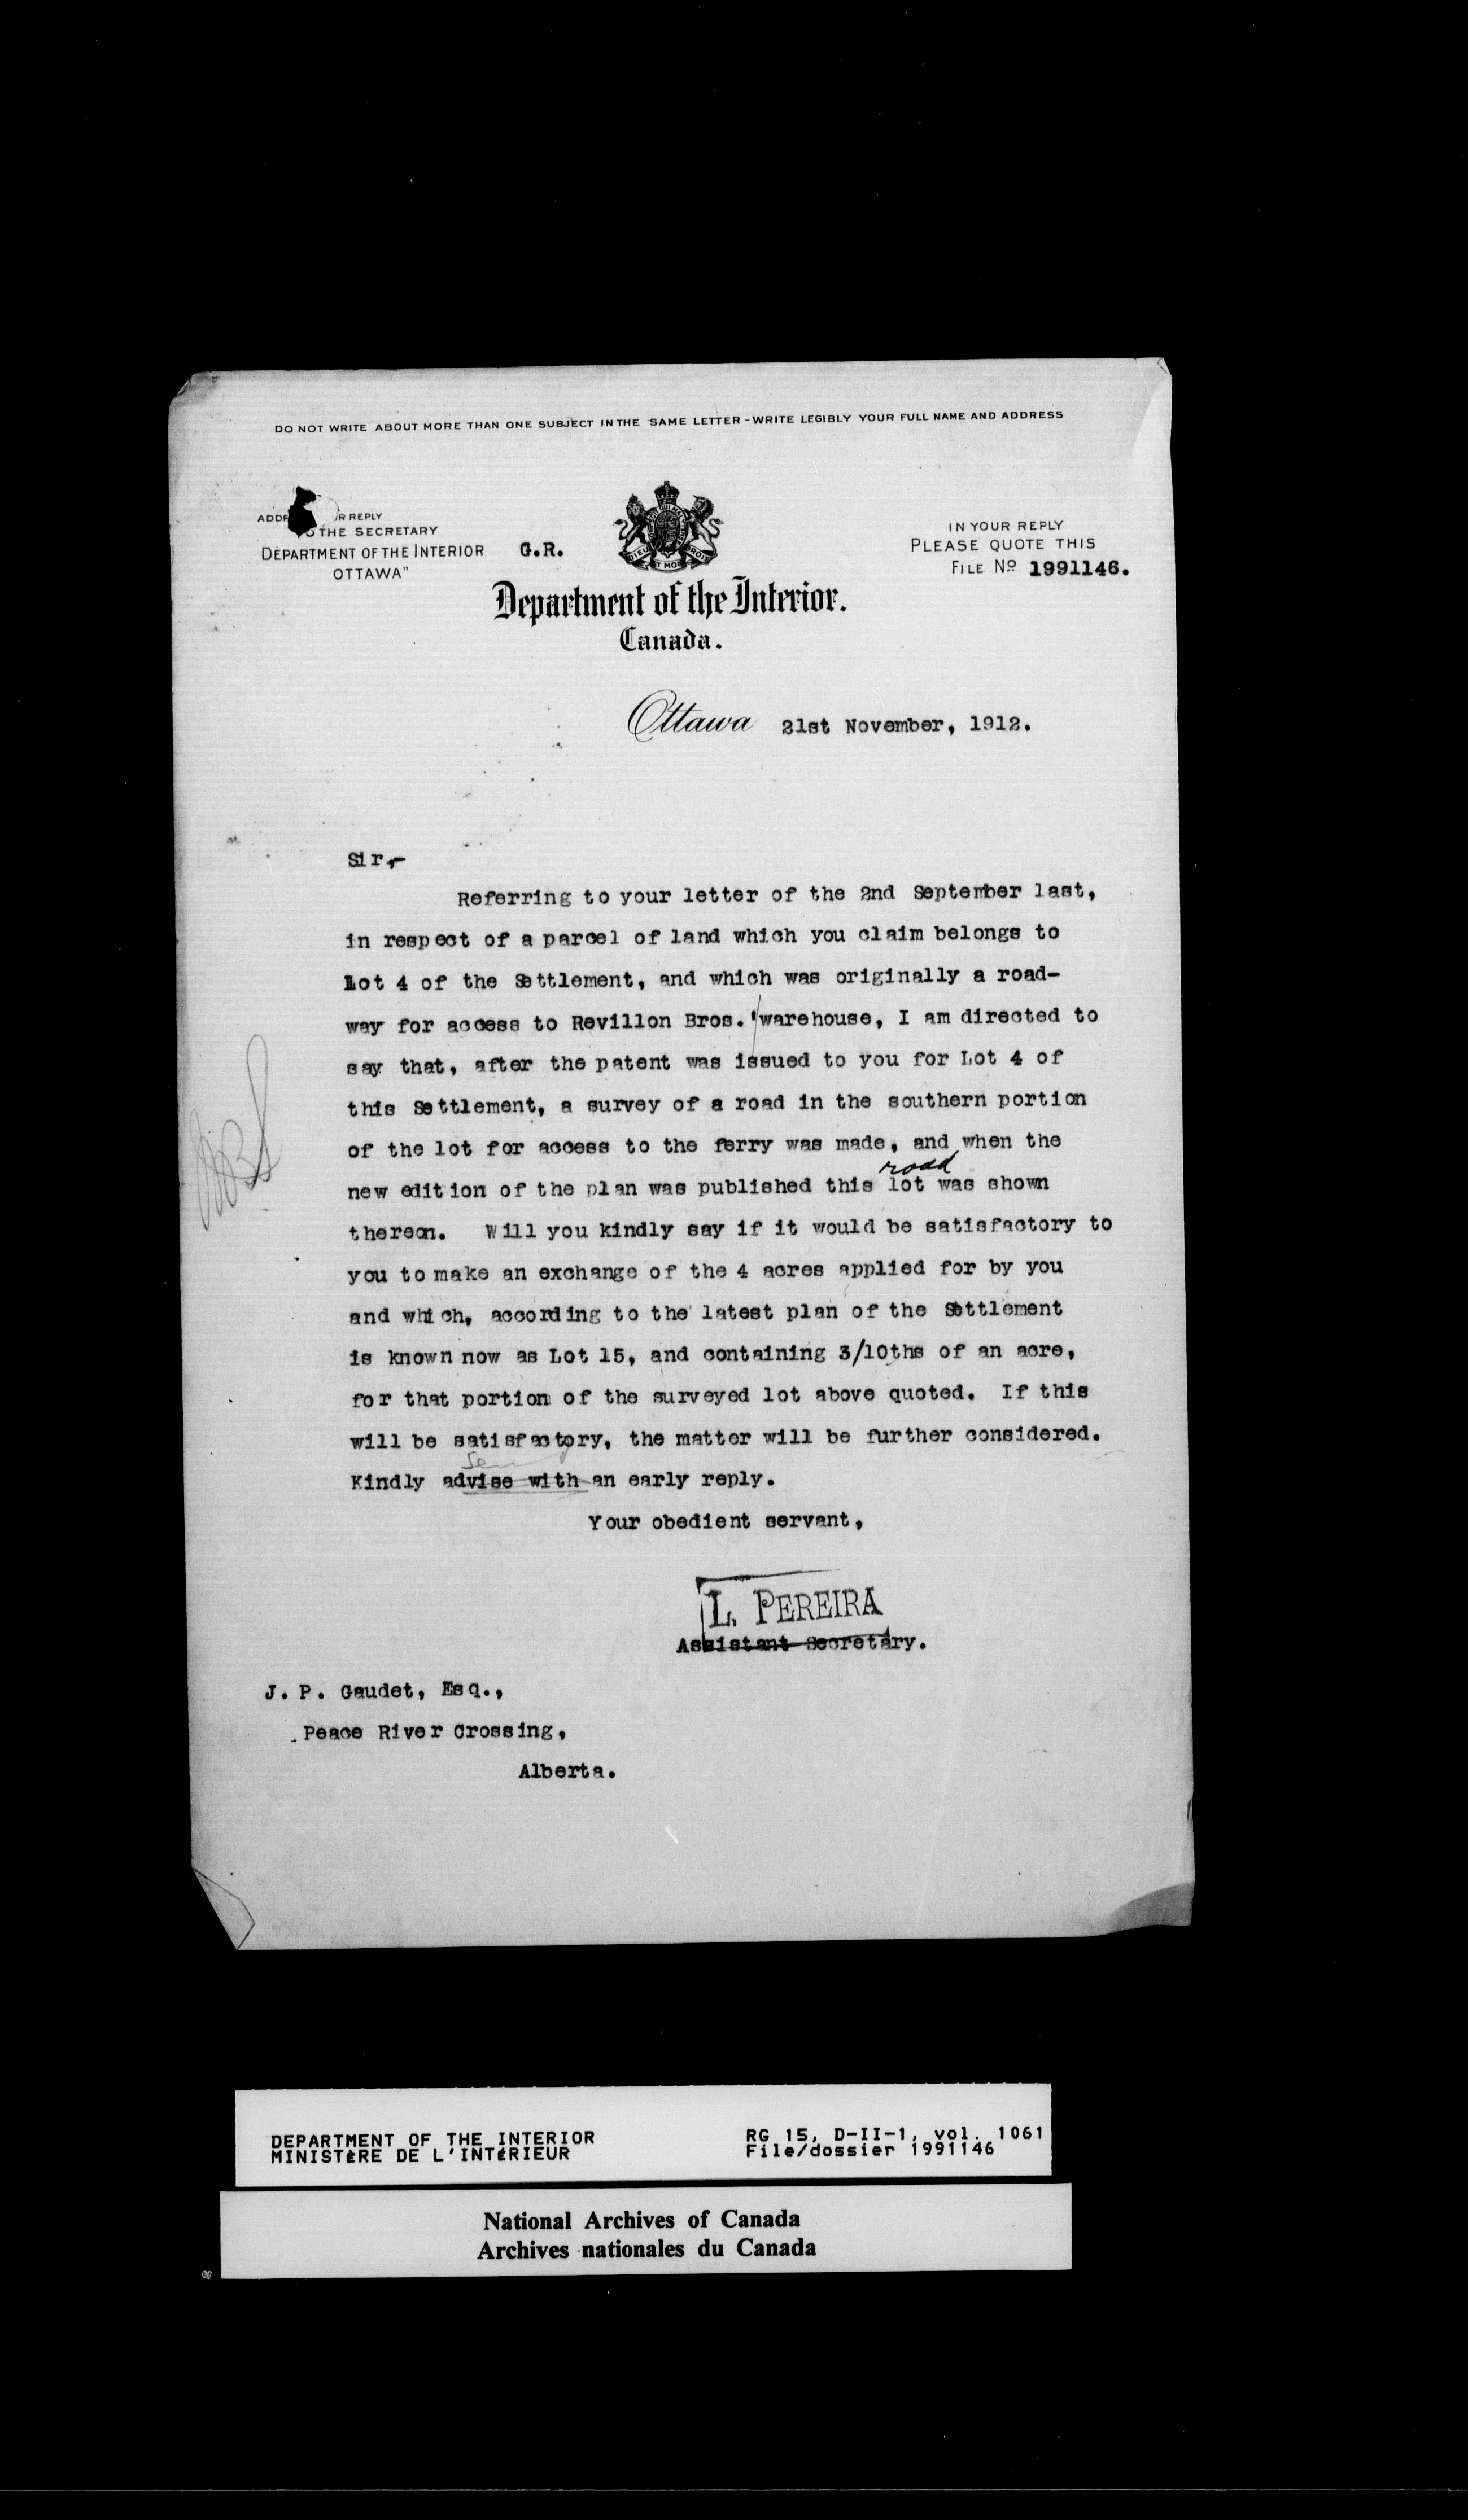 DO NOT WRITE ABOUT MORE THAN ONE SUBJECT IN THE SAME LETTER - WRITE LEGIBLY YOUR FULL NAME AND ADDRESS
REPLY
THE SECRETARY
DEPARTMENT OF THE INTERIOR
OTTAWA"
G.R.
IN YOUR REPLY
PLEASE QUOTE THIS
FILE No 1991146.
Department of the Interior.
Canada.
Ottawa 21st November, 1912.
Sir,-
Referring to your letter of the 2nd September last,
in respect of a parcel of land which you claim belongs to
Lot 4 of the Settlement, and which was originally a road-
way for access to Revillon Bros.' warehouse, I am directed to
say that, after the patent was issued to you for Lot 4 of
this Settlement, a survey of a road in the southern portion
of the lot for access to the ferry was made, and when the
road
new edition of the plan was published this lot was shown
thereon. Will you kindly say if it would be satisfactory to
you to make an exchange of the 4 acres applied for by you
and which, according to the latest plan of the Settlement
is known now as Lot 15, and containing 3/10ths of an acre,
for that portion of the surveyed lot above quoted. If this
will be satisfactory, the matter will be further considered.
Kindly advise with an early reply.
Your obedient servant,
L. PEREIRA
Assistant Secretary.
J. P. Gaudet, Esq.,
Peace River Crossing,
Alberta.
DEPARTMENT OF THE INTERIOR
MINISTÈRE DE L'INTÉRIEUR
RG 15, D-II-1, vol. 1061
File/dossier 1991146
National Archives of Canada
Archives nationales du Canada